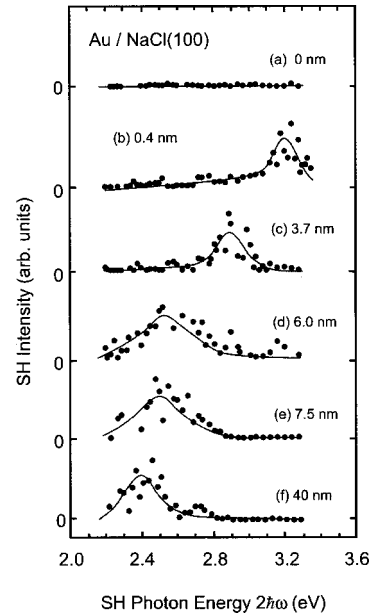 Au / NaCl(100)
(a) 0 nm
0
(b) 0.4 nm
0
(c) 3.7 nm
0
(d) 6.0 nm
0
(e) 7.5 nm
0
(f) 40 nm
0
2.0 2.4 2.8 3.2 3.6
SH Photon Energy 2ℏω (eV)
SH Intensity (arb. units)